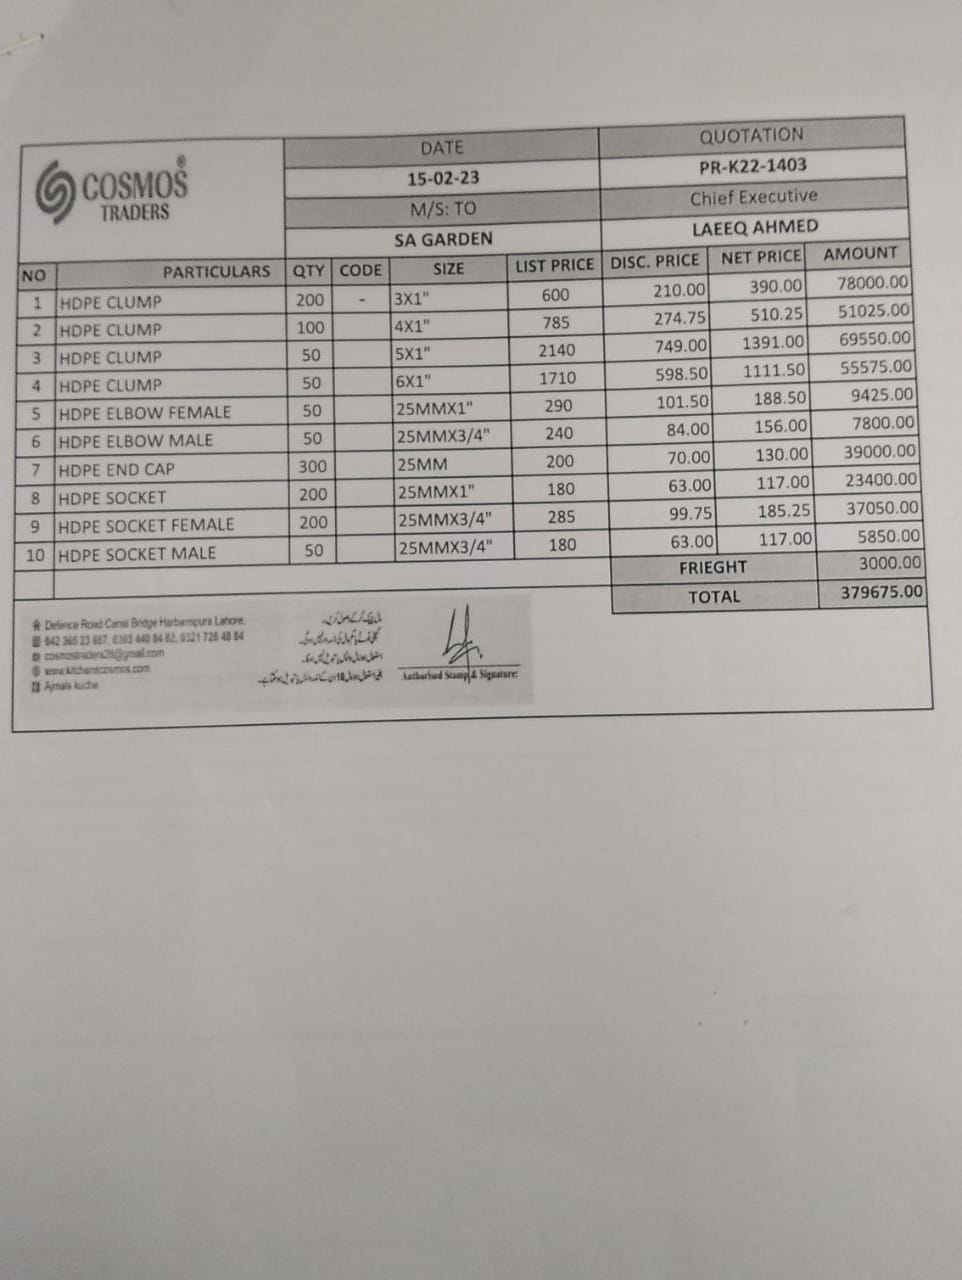 COSMOS ®
TRADERS
DATE
15-02-23
M/S: TO
SA GARDEN
QUOTATION
PR-K22-1403
Chief Executive
LAEEQ AHMED
NO PARTICULARS QTY CODE SIZE LIST PRICE DISC. PRICE NET PRICE AMOUNT
1 HDPE CLUMP 200 - 3X1" 600 210.00 390.00 78000.00
2 HDPE CLUMP 100 4X1" 785 274.75 510.25 51025.00
3 HDPE CLUMP 50 5X1" 2140 749.00 1391.00 69550.00
4 HDPE CLUMP 50 6X1" 1710 598.50 1111.50 55575.00
5 HDPE ELBOW FEMALE 50 25MMX1" 290 101.50 188.50 9425.00
6 HDPE ELBOW MALE 50 25MMX3/4" 240 84.00 156.00 7800.00
7 HDPE END CAP 300 25MM 200 70.00 130.00 39000.00
8 HDPE SOCKET 200 25MMX1" 180 63.00 117.00 23400.00
9 HDPE SOCKET FEMALE 200 25MMX3/4" 285 99.75 185.25 37050.00
10 HDPE SOCKET MALE 50 25MMX3/4" 180 63.00 117.00 5850.00
FRIEGHT 3000.00
TOTAL 379675.00
Defence Road Canal Bridge Harbanspura Lahore.
042 365 23 667, 0303 440 84 82, 0321 726 48 84
cosmostraders28@gmail.com
www.kitchenscosmos.com
Ajmals kuche
Autharised Stamp & Signature: